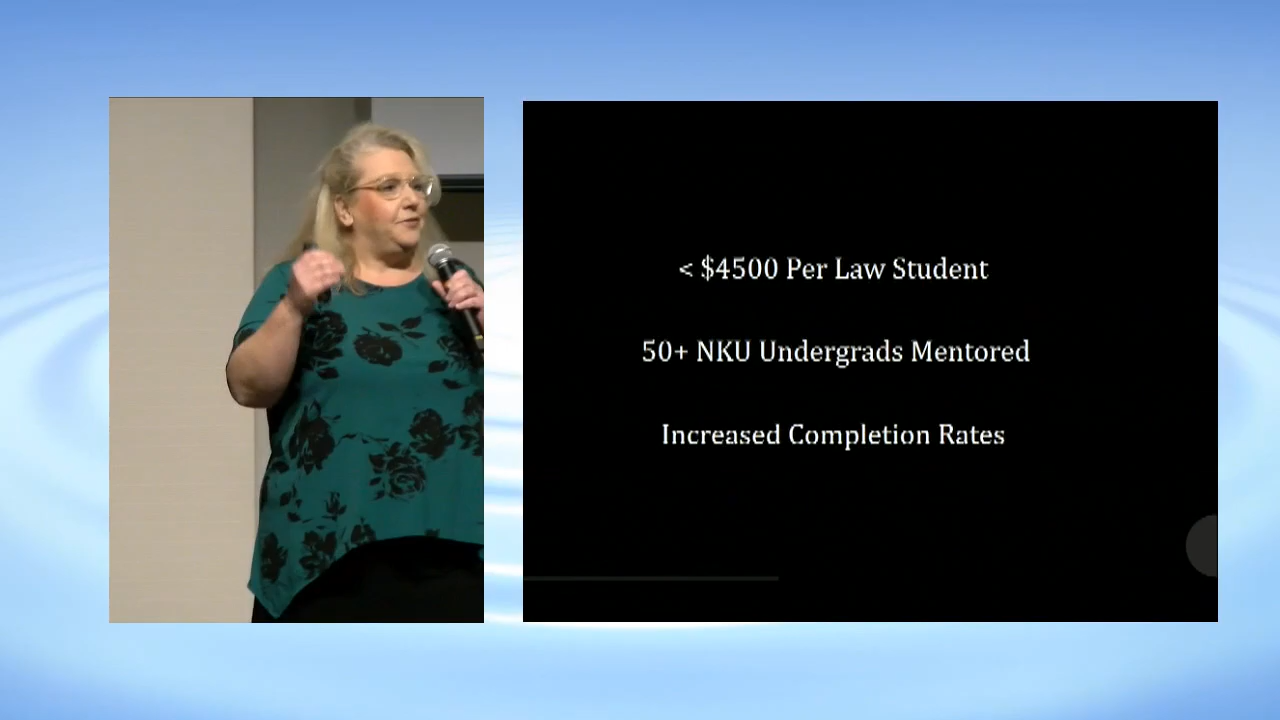 < $4500 Per Law Student
50+ NKU Undergrads Mentored
Increased Completion Rates